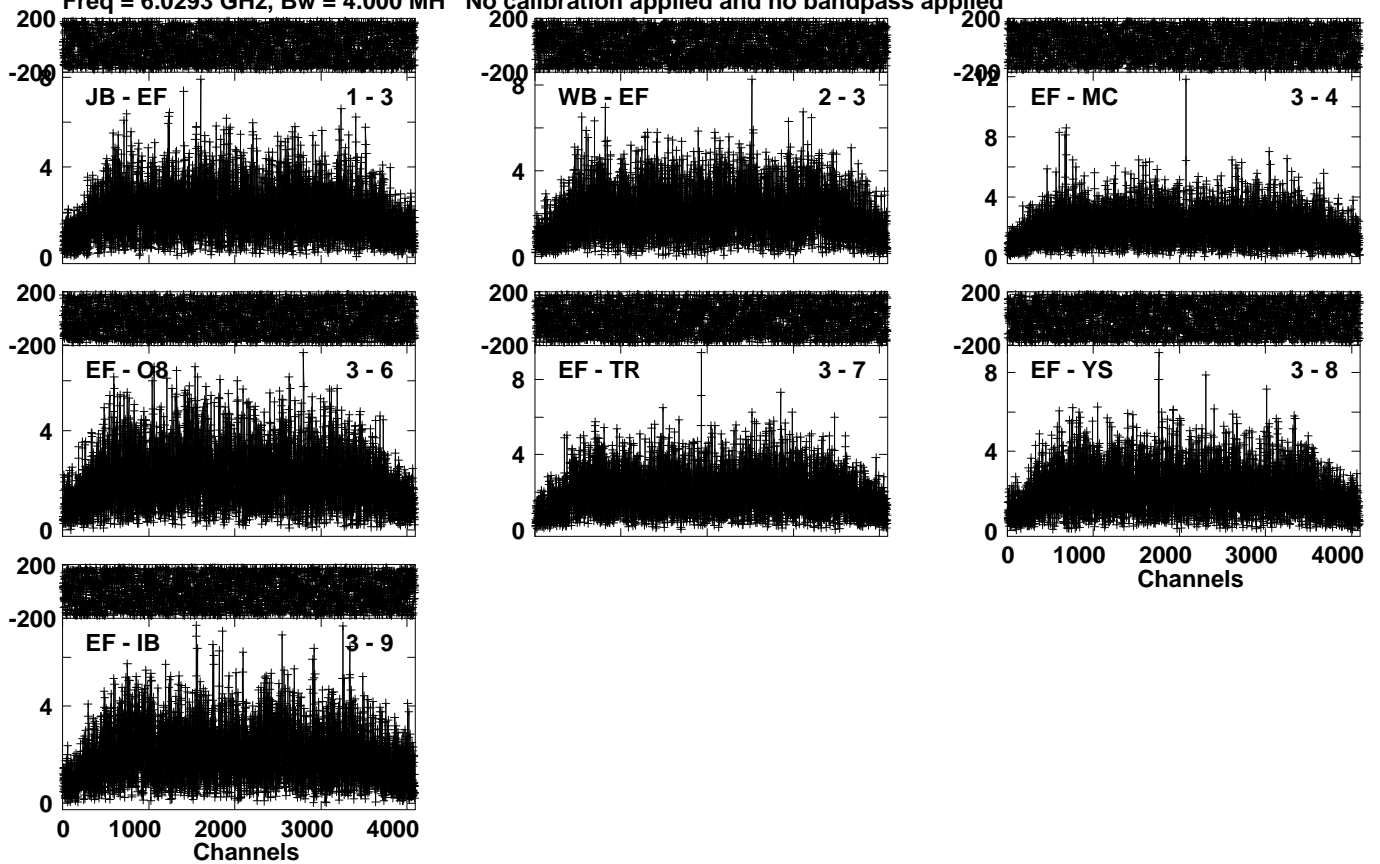 Freq = 6.0293 GHz, Bw = 4.000 MH No calibration applied and no bandpass applied
200 200 200
-200 -200 -200
8 12
JB - EF 1 - 3 WB - EF 2 - 3 EF - MC 3 - 4
8 8
4 4 4
0 0 0
200 200 200
-200 -200 -200
EF - O8 3 - 6 EF - TR 3 - 7 EF - YS 3 - 8
8 8
4 4 4
0 0 0
0 1000 2000 3000 4000
Channels
200
-200
EF - IB 3 - 9
4
0
0 1000 2000 3000 4000
Channels